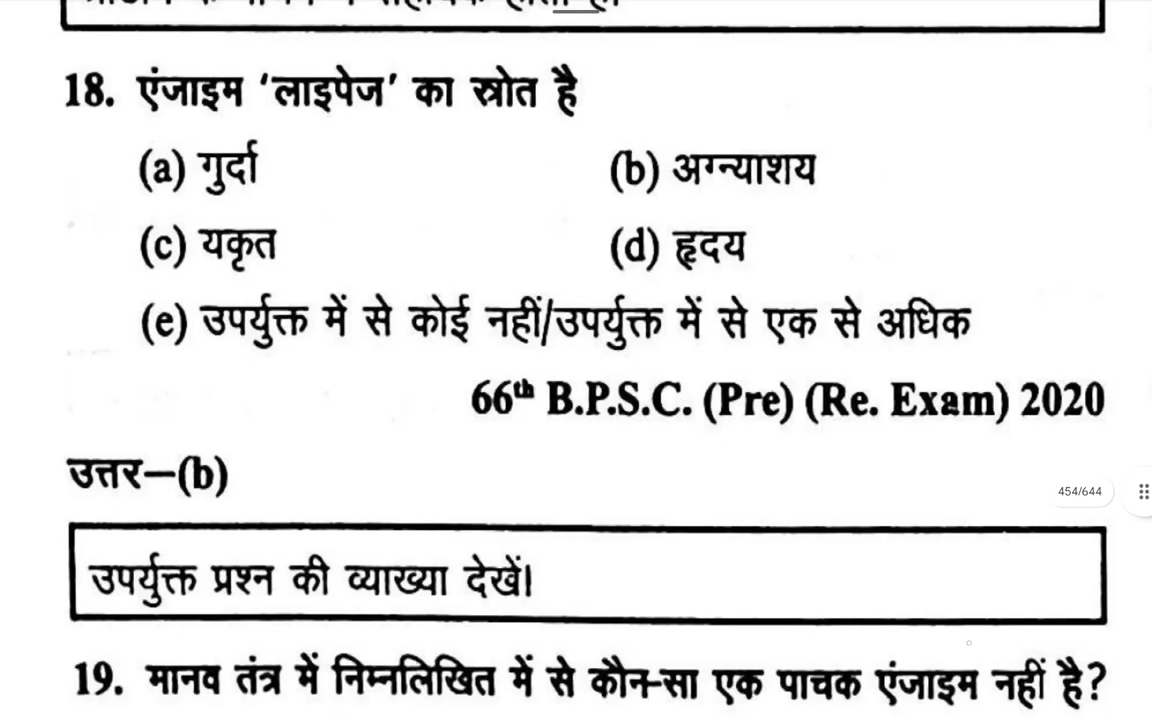 18. एंजाइम ‘लाइपेज’ का स्रोत है
(a) गुर्दा (b) अग्न्याशय
(c) यकृत (d) हृदय
(e) उपर्युक्त में से कोई नहीं/उपर्युक्त में से एक से अधिक
66th B.P.S.C. (Pre) (Re. Exam) 2020
उत्तर—(b)
454/644
उपर्युक्त प्रश्न की व्याख्या देखें।
19. मानव तंत्र में निम्नलिखित में से कौन-सा एक पाचक एंजाइम नहीं है?